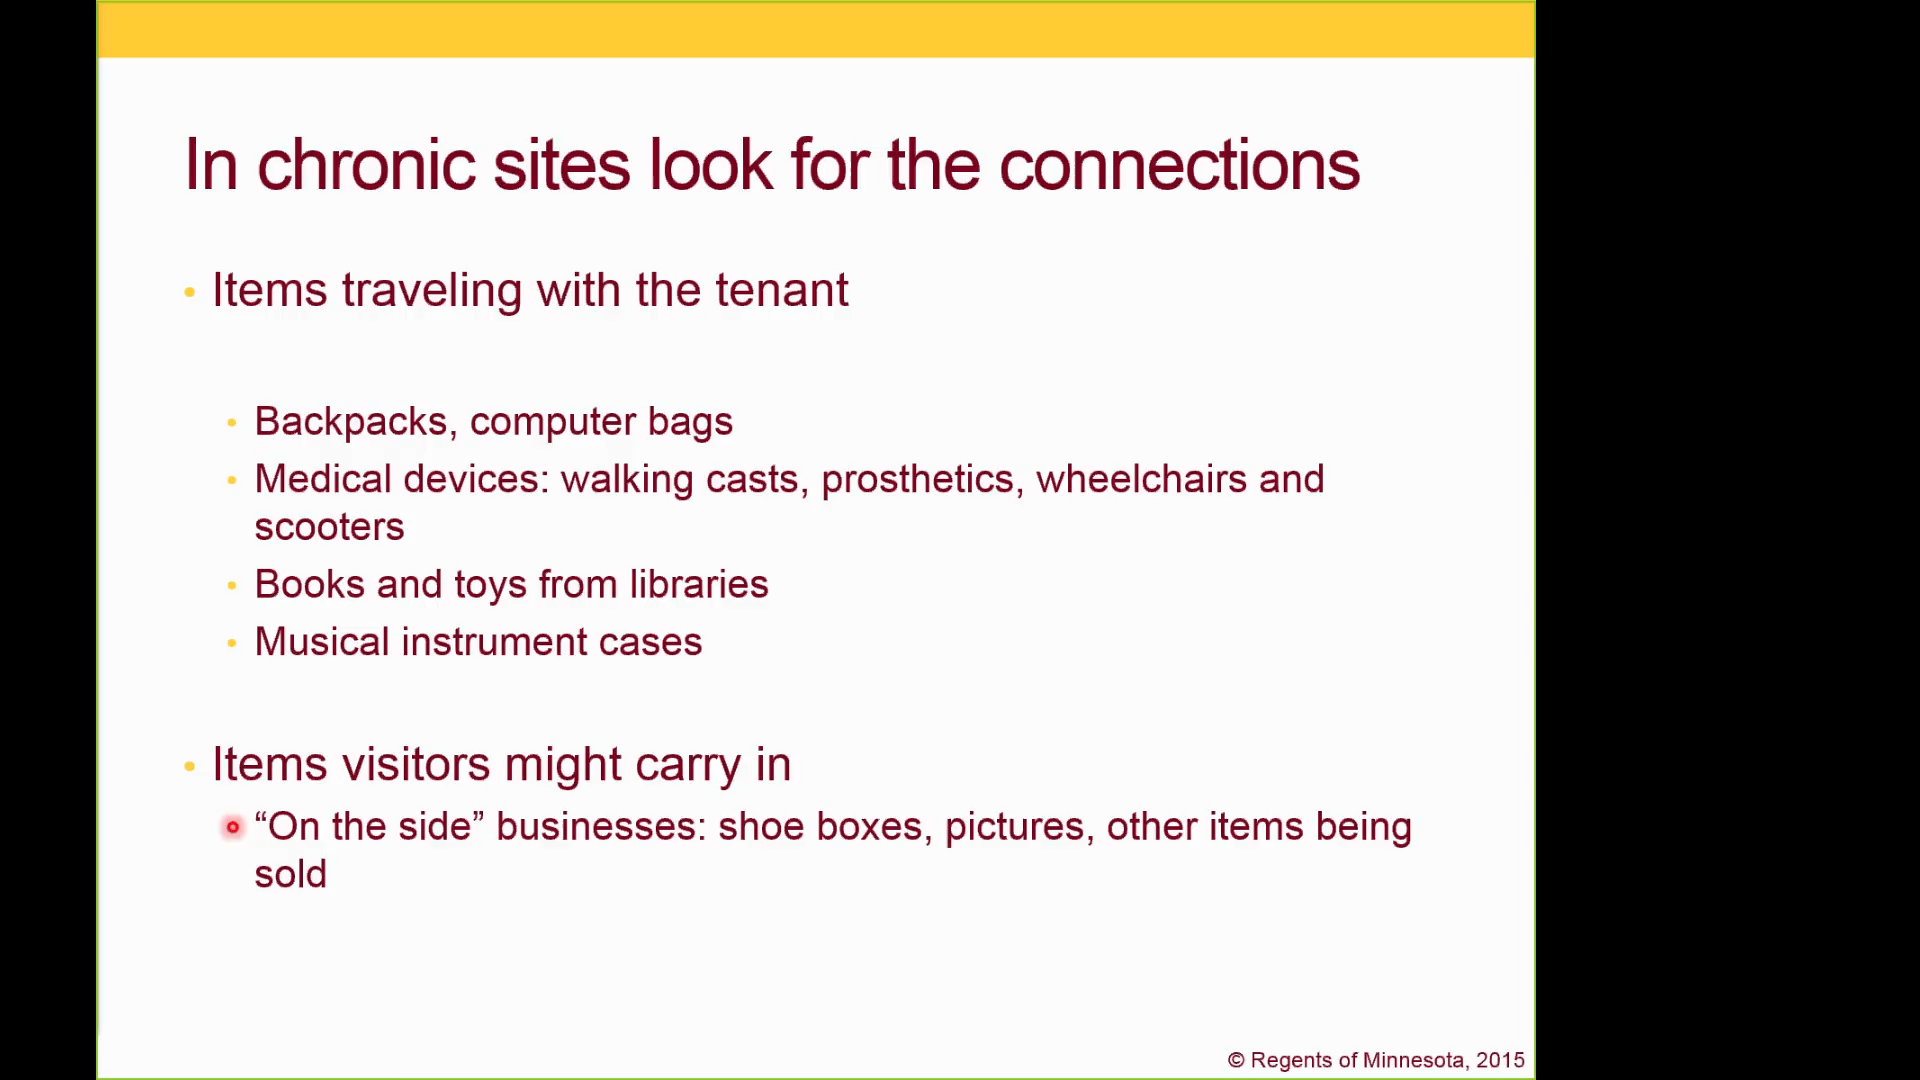 In chronic sites look for the connections
• Items traveling with the tenant
• Backpacks, computer bags
• Medical devices: walking casts, prosthetics, wheelchairs and
scooters
• Books and toys from libraries
• Musical instrument cases
• Items visitors might carry in
“On the side” businesses: shoe boxes, pictures, other items being
sold
© Regents of Minnesota, 2015